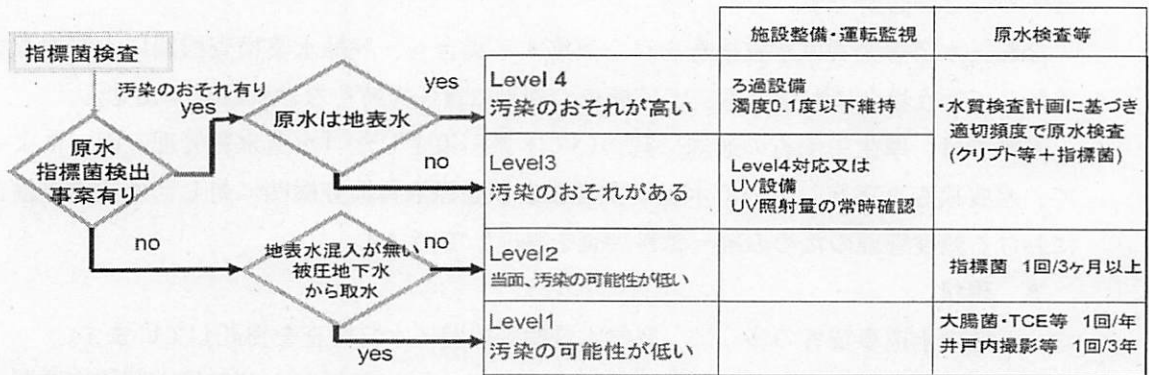 施設整備・運転監視
原水検査等
指標菌検査
汚染のおそれ有り
yes
原水
指標菌検出
事案有り
no
原水は地表水
yes
no
地表水混入が無い
被圧地下水
から取水
no
yes
Level 4
汚染のおそれが高い
ろ過設備
濁度0.1度以下維持
・水質検査計画に基づき
適切頻度で原水検査
(クリプト等+指標菌)
Level3
汚染のおそれがある
Level4対応又は
UV設備
UV照射量の常時確認
Level2
当面、汚染の可能性が低い
指標菌 1回/3ヶ月以上
Level1
汚染の可能性が低い
大腸菌・TCE等 1回/年
井戸内撮影等 1回/3年